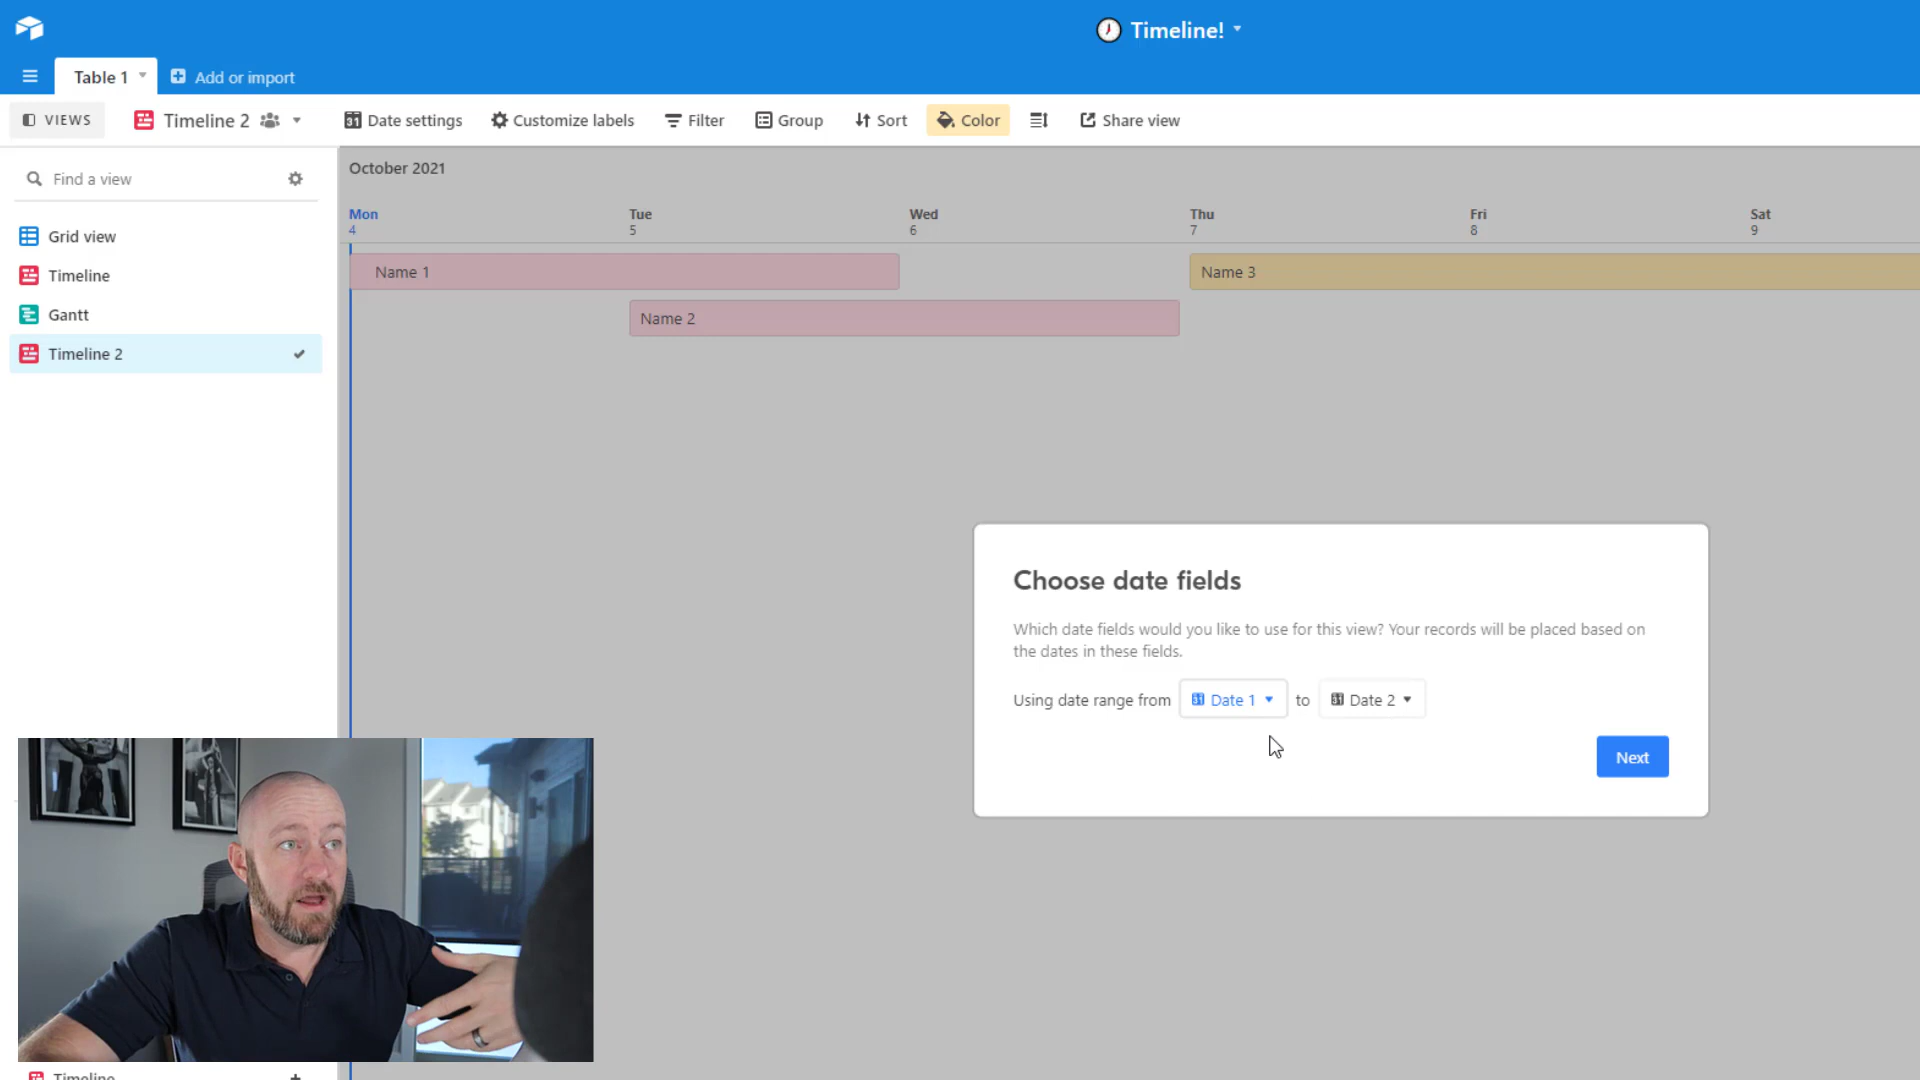 Timeline!
Table 1
Add or import
VIEWS
Timeline 2
Date settings
Customize labels
Filter
Group
Sort
Color
Share view
Find a view
Grid view
Timeline
Gantt
Timeline 2
October 2021
Mon Tue Wed Thu Fri Sat
4 5 6 7 8 9
Name 1
Name 3
Name 2
Choose date fields
Which date fields would you like to use for this view? Your records will be placed based on
the dates in these fields.
Using date range from Date 1 to Date 2
Next
Timeline